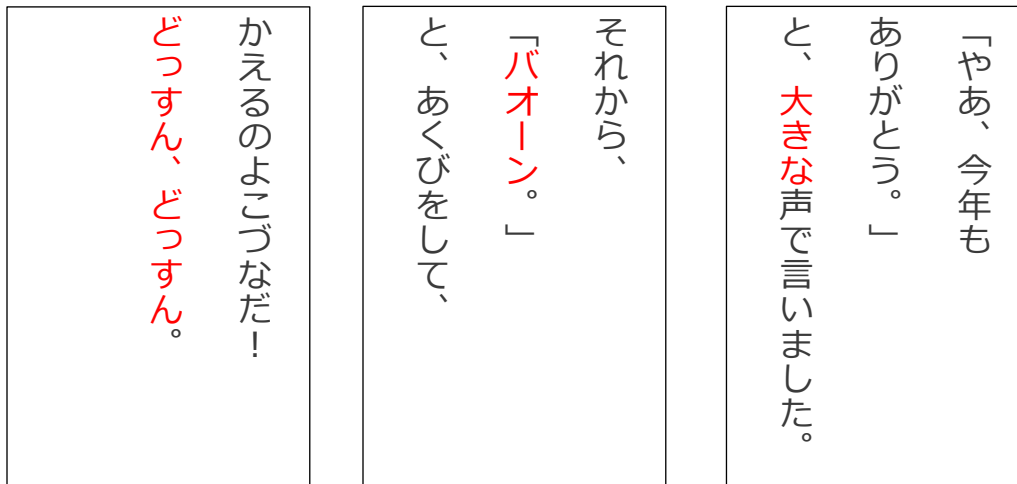 「やあ、今年も
ありがとう。」
と、大きな声で言いました。
それから、
「バオーン。」
と、あくびをして、
かえるのよこづなだ！
どっすん、どっすん。